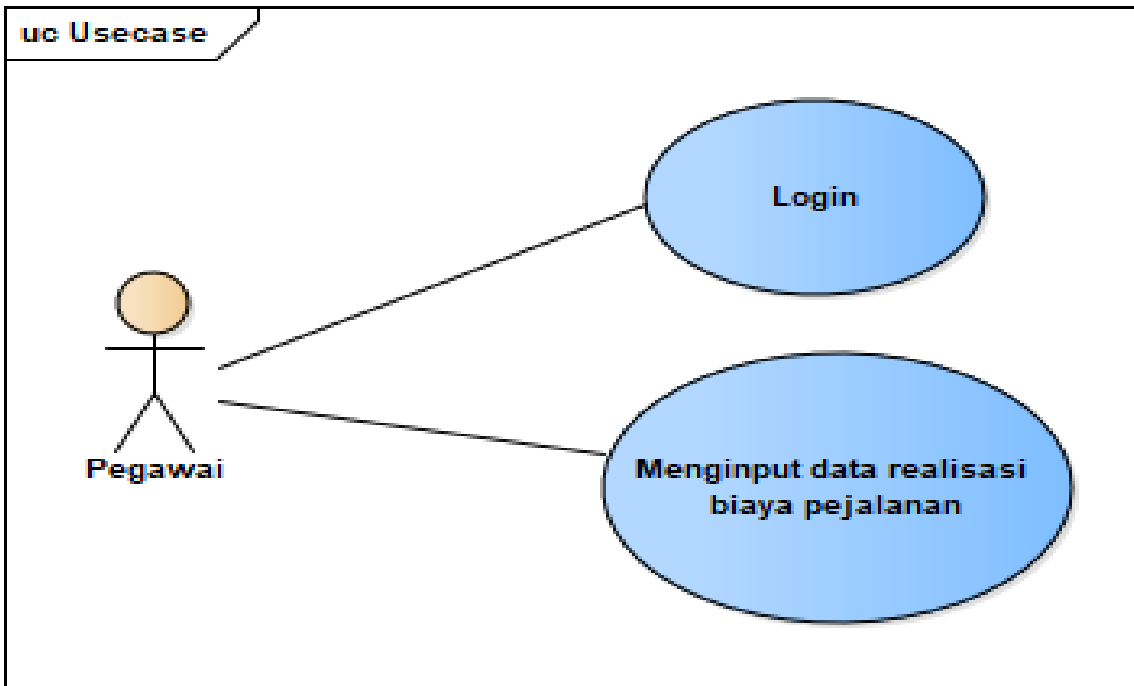 uc Usecase
Login
Pegawai
Menginput data realisasi
biaya pejalanan